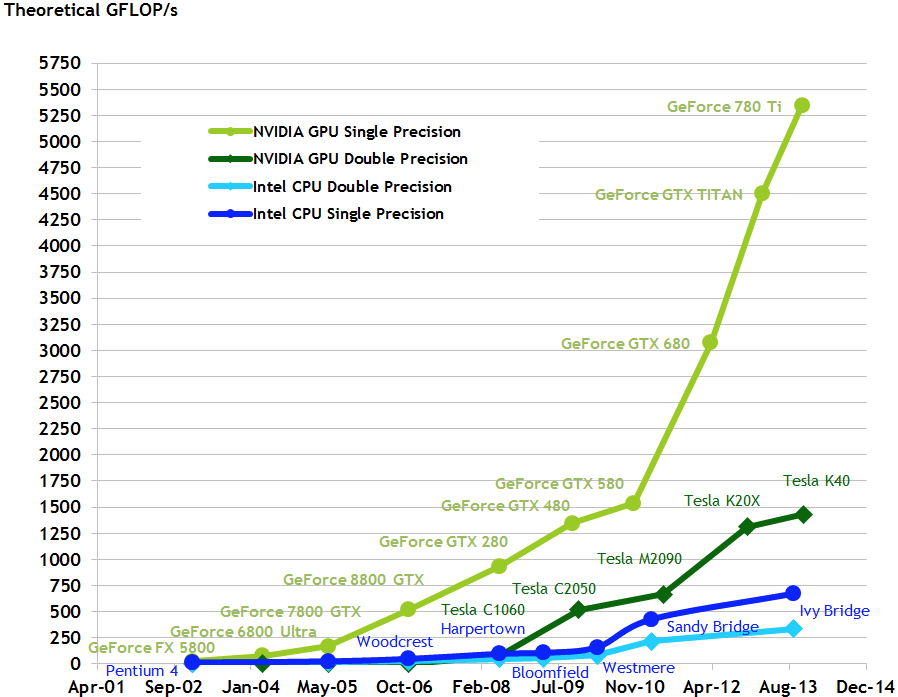 Theoretical GFLOP/s
5750
5500
5250
5000
4750
4500
4250
4000
3750
3500
3250
3000
2750
2500
2250
2000
1750
1500
1250
1000
750
500
250
0
NVIDIA GPU Single Precision
NVIDIA GPU Double Precision
Intel CPU Double Precision
Intel CPU Single Precision
GeForce 780 Ti
GeForce GTX TITAN
GeForce GTX 680
GeForce GTX 580
GeForce GTX 480
GeForce GTX 280
GeForce 8800 GTX
GeForce 7800 GTX
GeForce 6800 Ultra
GeForce FX 5800
Tesla K40
Tesla K20X
Tesla M2090
Tesla C2050
Tesla C1060
Harpertown
Woodcrest
Pentium 4
Bloomfield
Westmere
Sandy Bridge
Ivy Bridge
Apr-01 Sep-02 Jan-04 May-05 Oct-06 Feb-08 Jul-09 Nov-10 Apr-12 Aug-13 Dec-14